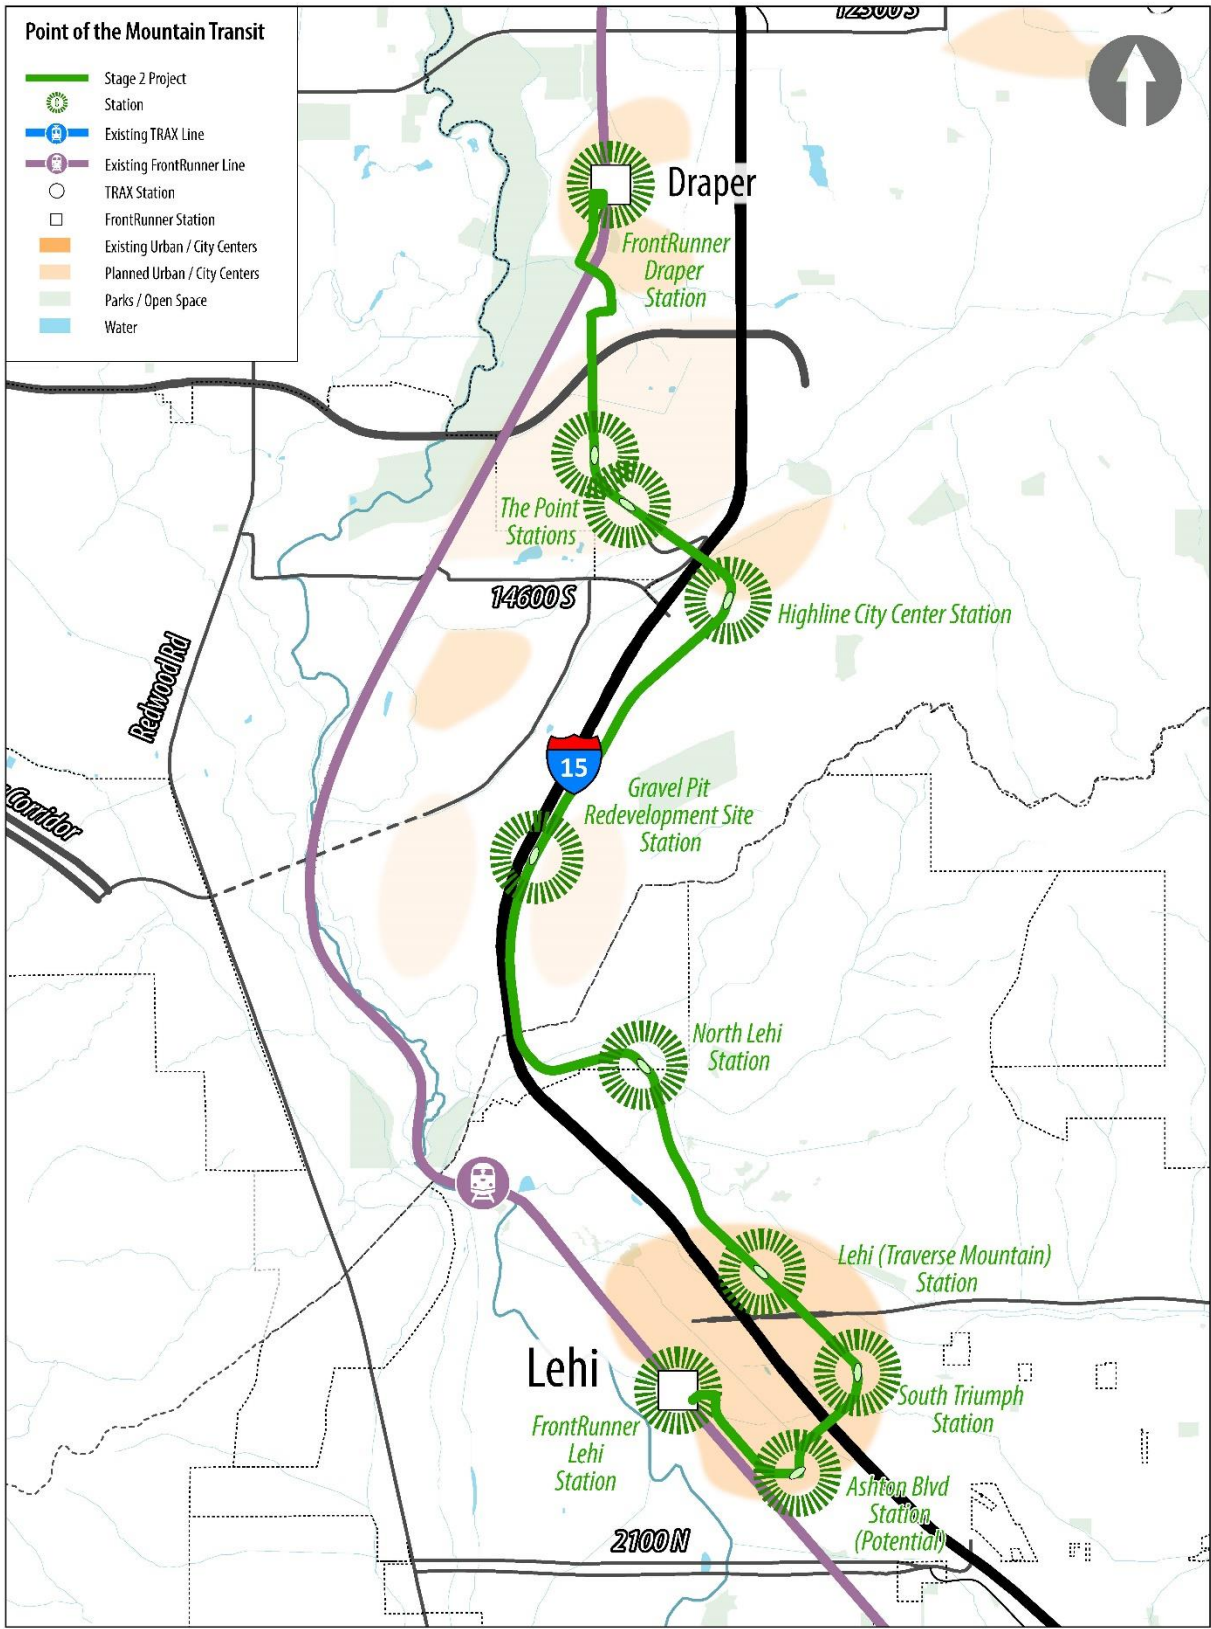 Point of the Mountain Transit
Stage 2 Project
C
Station
Existing TRAX Line
Existing FrontRunner Line
TRAX Station
FrontRunner Station
Existing Urban / City Centers
Planned Urban / City Centers
Parks / Open Space
Water
12300 S
Draper
FrontRunner
Draper
Station
The Point
Stations
14600 S
Highline City Center Station
Redwood Rd
15
Gravel Pit
Redevelopment Site
Station
Corridor
North Lehi
Station
Lehi (Traverse Mountain)
Station
Lehi
South Triumph
Station
FrontRunner
Lehi
Station
Ashton Blvd
Station
(Potential)
2100 N